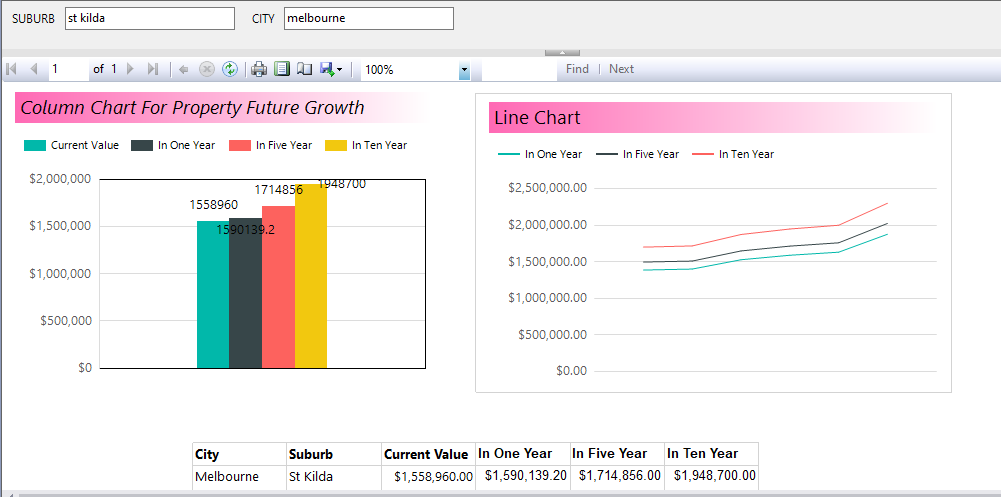 SUBURB st kilda CITY melbourne
1 of 1 100% Find | Next
Column Chart For Property Future Growth
Current Value In One Year In Five Year In Ten Year
$2,000,000
$1,500,000
$1,000,000
$500,000
$0
1558960
1590139.2
1714856
1948700
Line Chart
In One Year In Five Year In Ten Year
$2,500,000.00
$2,000,000.00
$1,500,000.00
$1,000,000.00
$500,000.00
$0.00
City Suburb Current Value In One Year In Five Year In Ten Year
Melbourne St Kilda $1,558,960.00 $1,590,139.20 $1,714,856.00 $1,948,700.00